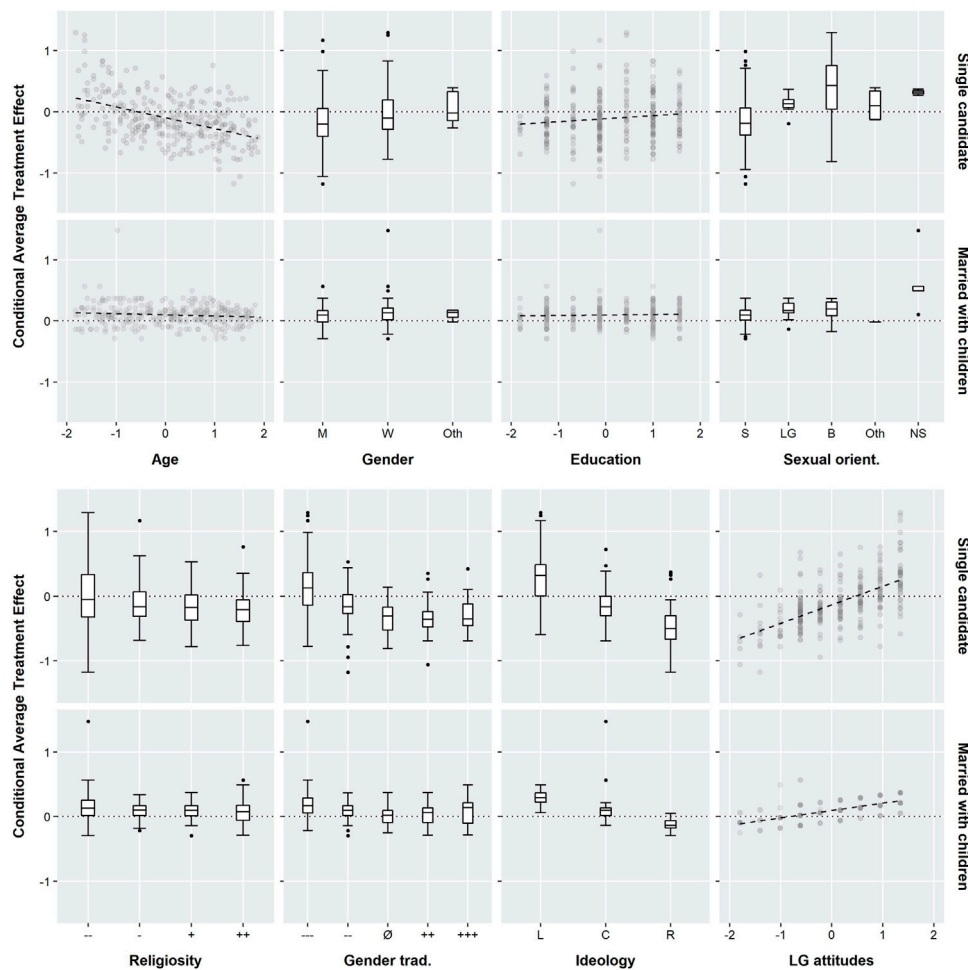 Conditional Average Treatment Effect
1
0
-1
1
0
-1
Single candidate
Married with children
-2 -1 0 1 2
M W Oth
-2 -1 0 1 2
S LG B Oth NS
Age Gender Education Sexual orient.
Conditional Average Treatment Effect
1
0
-1
1
0
-1
Single candidate
Married with children
-- - + ++
--- -- Ø ++ +++
L C R
-2 -1 0 1 2
Religiosity Gender trad. Ideology LG attitudes